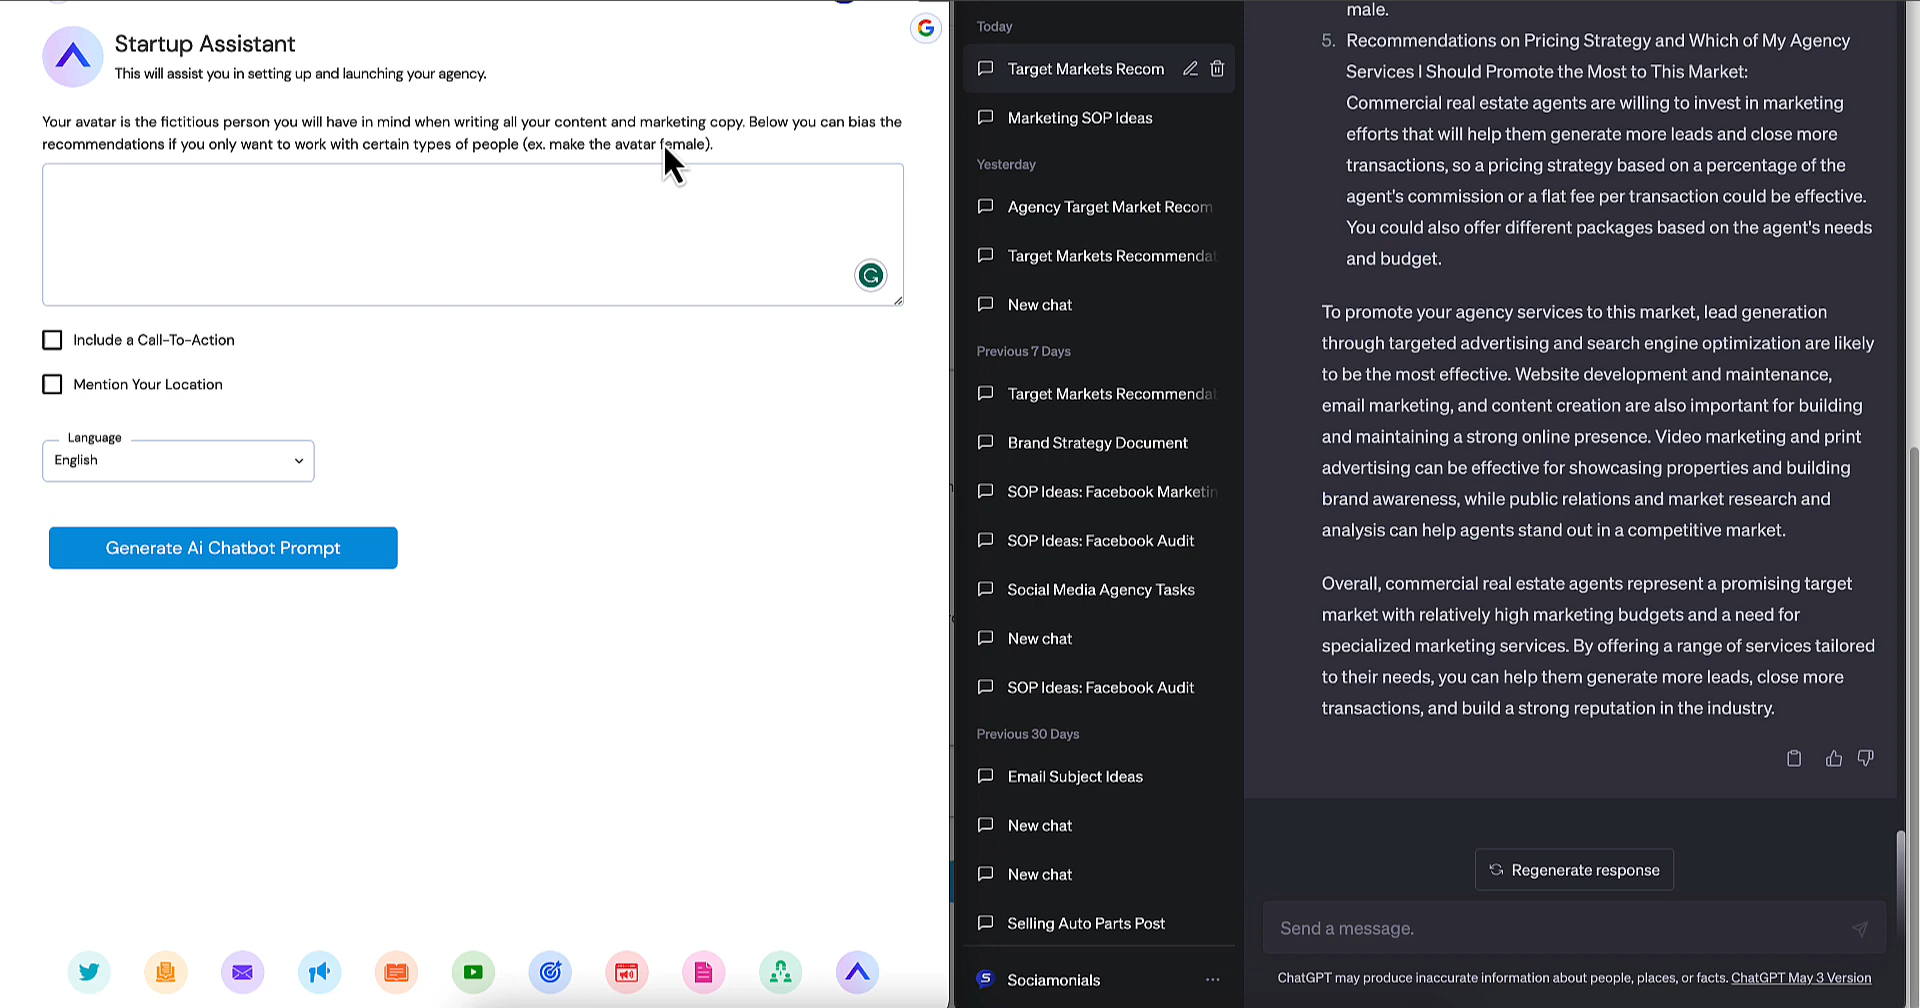 Startup Assistant
This will assist you in setting up and launching your agency.
Your avatar is the fictitious person you will have in mind when writing all your content and marketing copy. Below you can bias the
recommendations if you only want to work with certain types of people (ex. make the avatar female).
Include a Call-To-Action
Mention Your Location
Language
English
Generate Ai Chatbot Prompt
Today
Target Markets Recom
Marketing SOP Ideas
Yesterday
Agency Target Market Recom
Target Markets Recommendat
New chat
Previous 7 Days
Target Markets Recommendat
Brand Strategy Document
SOP Ideas: Facebook Marketin
SOP Ideas: Facebook Audit
Social Media Agency Tasks
New chat
SOP Ideas: Facebook Audit
Previous 30 Days
Email Subject Ideas
New chat
New chat
Selling Auto Parts Post
Sociamonials
male.
5. Recommendations on Pricing Strategy and Which of My Agency
Services I Should Promote the Most to This Market:
Commercial real estate agents are willing to invest in marketing
efforts that will help them generate more leads and close more
transactions, so a pricing strategy based on a percentage of the
agent's commission or a flat fee per transaction could be effective.
You could also offer different packages based on the agent's needs
and budget.
To promote your agency services to this market, lead generation
through targeted advertising and search engine optimization are likely
to be the most effective. Website development and maintenance,
email marketing, and content creation are also important for building
and maintaining a strong online presence. Video marketing and print
advertising can be effective for showcasing properties and building
brand awareness, while public relations and market research and
analysis can help agents stand out in a competitive market.
Overall, commercial real estate agents represent a promising target
market with relatively high marketing budgets and a need for
specialized marketing services. By offering a range of services tailored
to their needs, you can help them generate more leads, close more
transactions, and build a strong reputation in the industry.
Regenerate response
Send a message.
ChatGPT may produce inaccurate information about people, places, or facts. ChatGPT May 3 Version